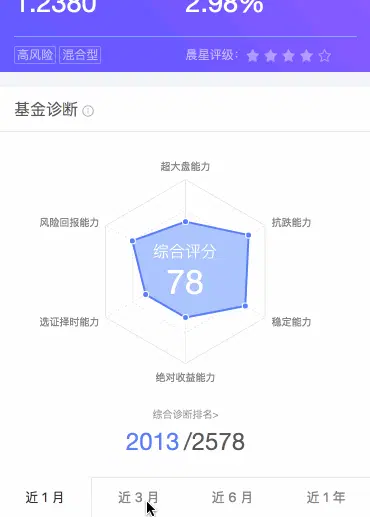 1.2380 2.98%
高风险 混合型 晨星评级：
基金诊断
超大盘能力
风险回报能力 抗跌能力
综合评分
78
选证择时能力 稳定能力
绝对收益能力
综合诊断排名>
2013/2578
近1月 近3月 近6月 近1年